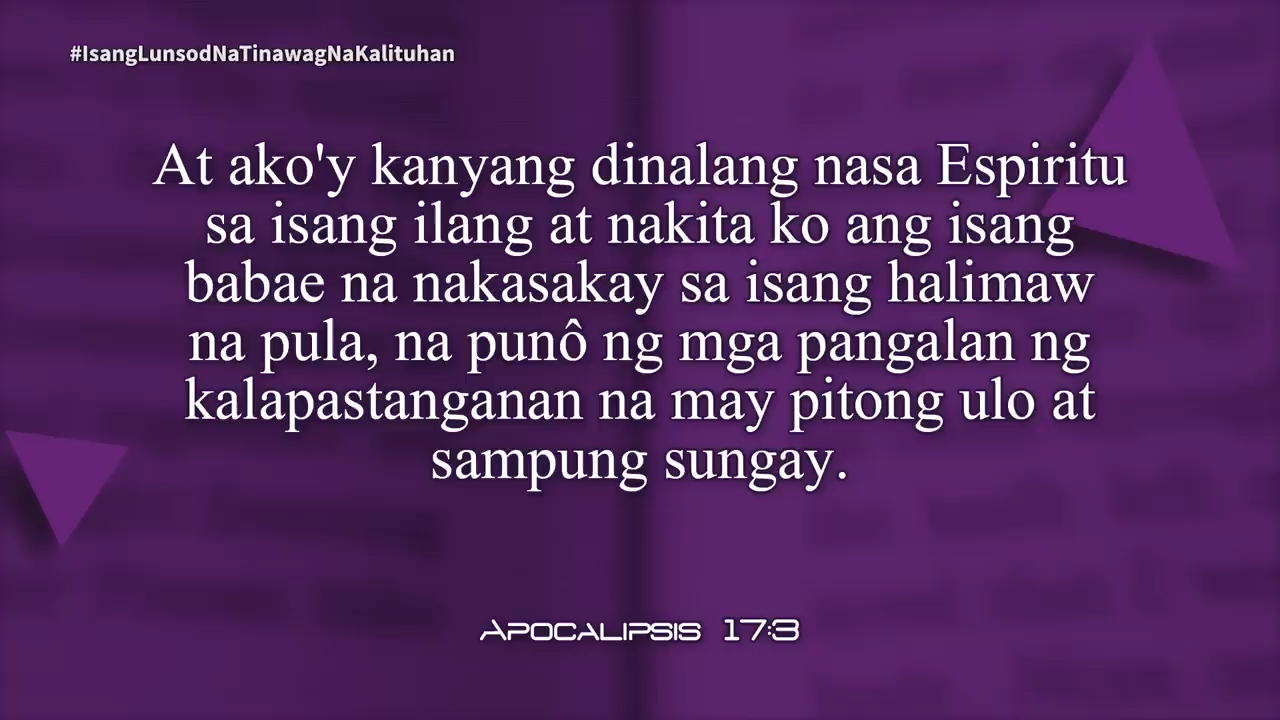 #IsangLunsodNaTinawagNaKalituhan
At ako'y kanyang dinalang nasa Espiritu
sa isang ilang at nakita ko ang isang
babae na nakasakay sa isang halimaw
na pula, na punô ng mga pangalan ng
kalapastanganan na may pitong ulo at
sampung sungay.
Apocalipsis 17:3